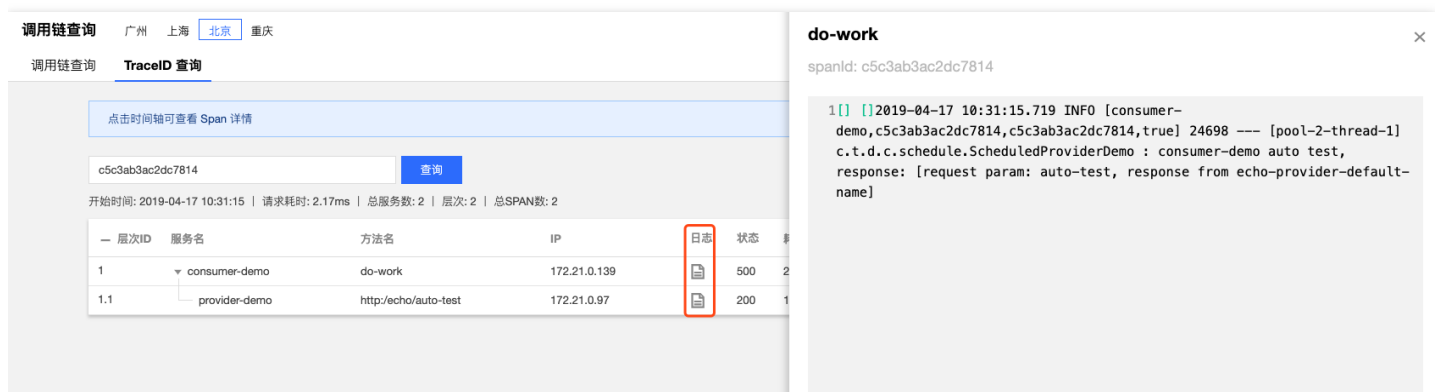 调用链查询 广州 上海 北京 重庆
调用链查询 TraceID 查询
点击时间轴可查看 Span 详情
c5c3ab3ac2dc7814 查询
开始时间: 2019-04-17 10:31:15 | 请求耗时: 2.17ms | 总服务数: 2 | 层次: 2 | 总SPAN数: 2
层次ID 服务名 方法名 IP 日志 状态
1 consumer-demo do-work 172.21.0.139 500 2
1.1 provider-demo http:/echo/auto-test 172.21.0.97 200 1
do-work
spanId: c5c3ab3ac2dc7814
1[] []2019-04-17 10:31:15.719 INFO [consumer-
demo,c5c3ab3ac2dc7814,c5c3ab3ac2dc7814,true] 24698 --- [pool-2-thread-1]
c.t.d.c.schedule.ScheduledProviderDemo : consumer-demo auto test,
response: [request param: auto-test, response from echo-provider-default-
name]